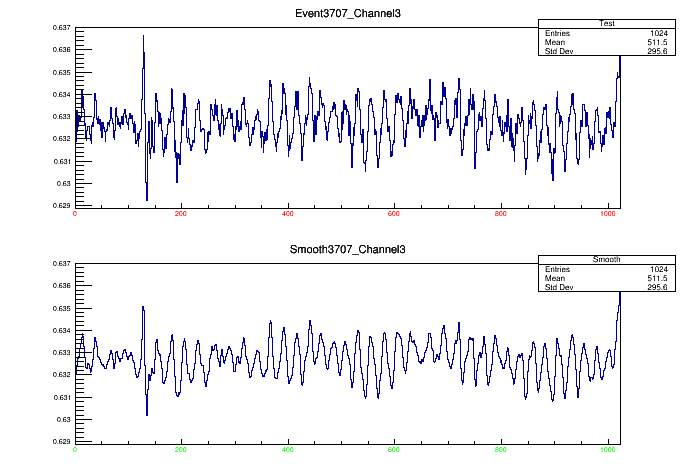 Event3707_Channel3
Test
Entries 1024
Mean 511.5
Std Dev 295.6
0.637
0.636
0.635
0.634
0.633
0.632
0.631
0.63
0.629
0 200 400 600 800 1000
Smooth3707_Channel3
Smooth
Entries 1024
Mean 511.5
Std Dev 295.6
0.637
0.636
0.635
0.634
0.633
0.632
0.631
0.63
0.629
0 200 400 600 800 1000